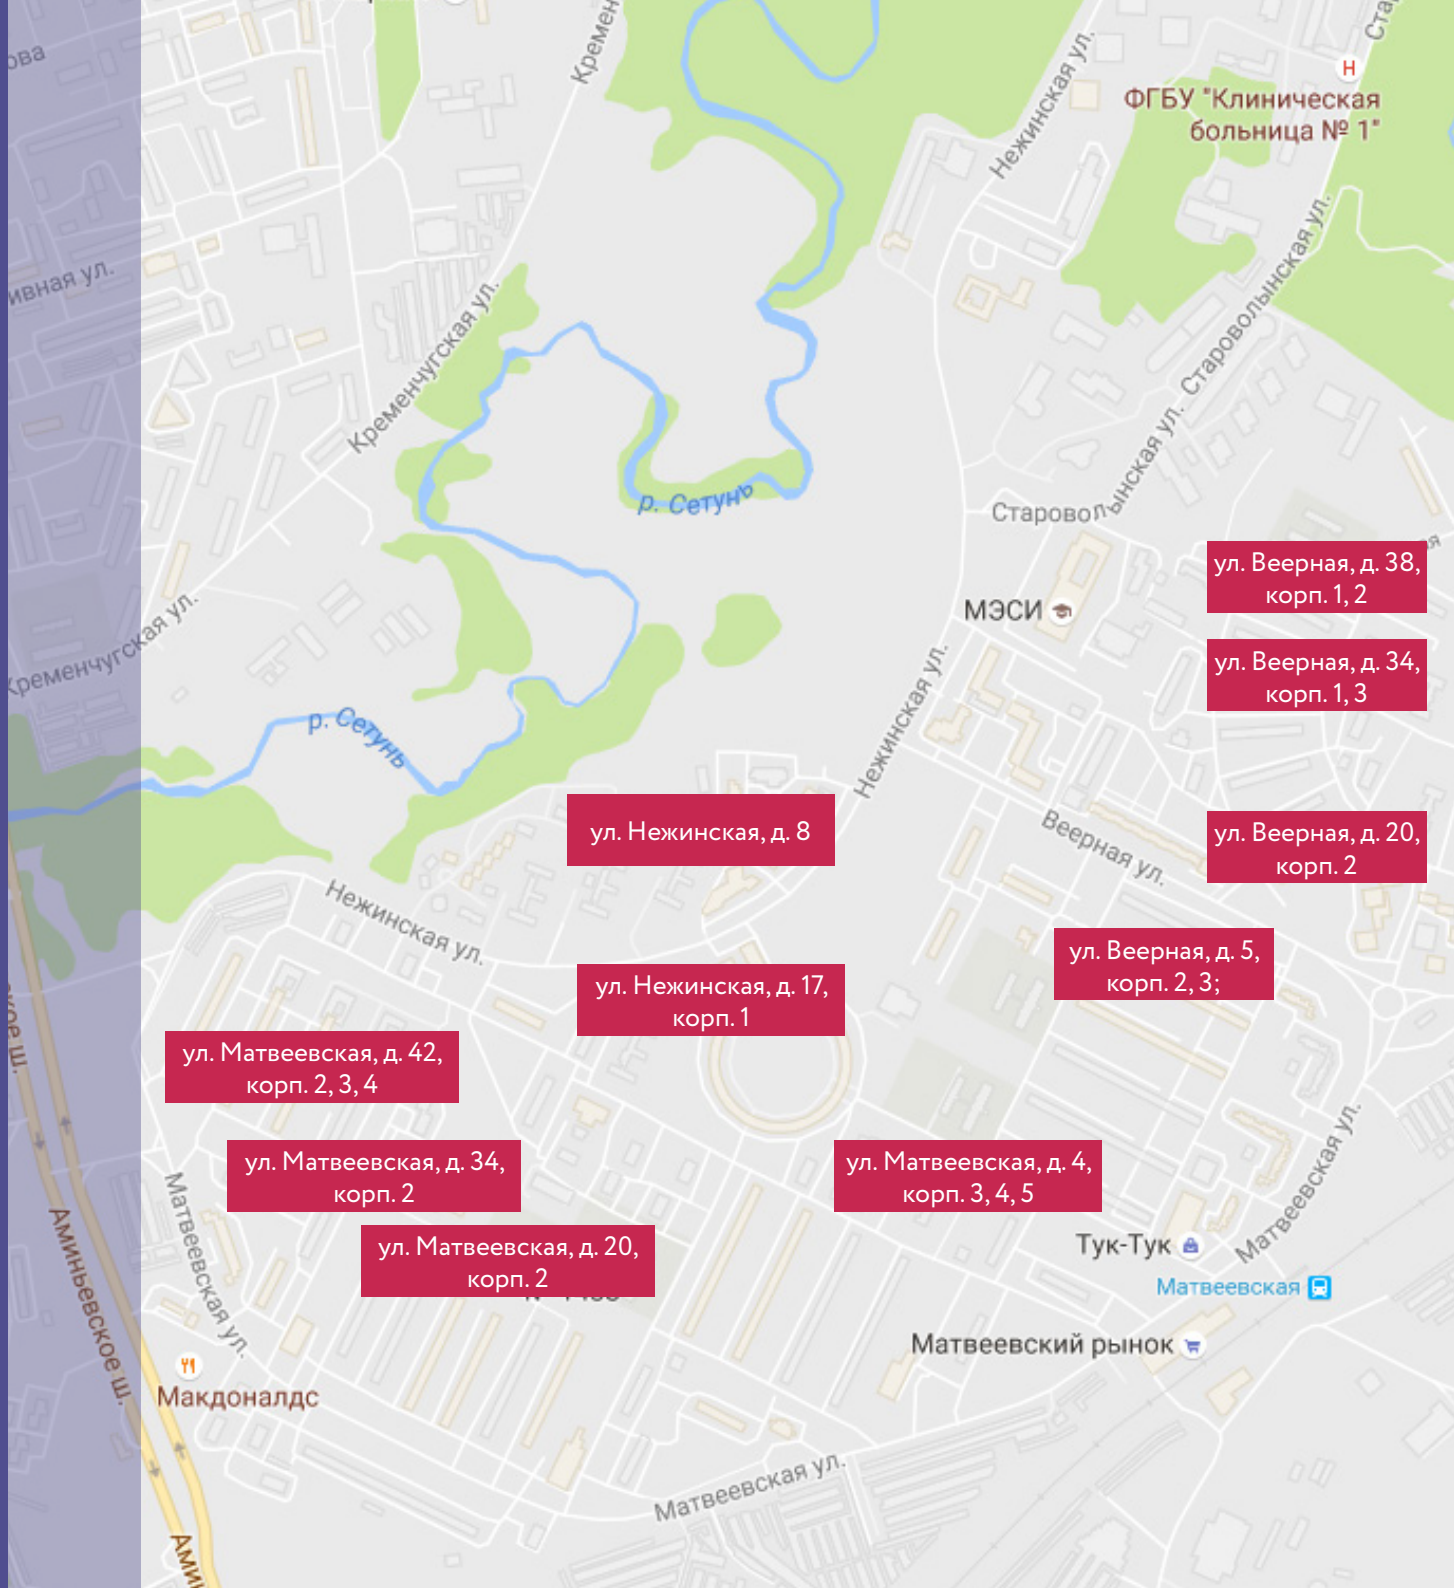 Нежинская ул.
ФГБУ "Клиническая
больница № 1"
ивная ул.
Кременчугская ул.
Староволынская ул.
р. Сетунь
Староволынская ул.
ул. Веерная, д. 38,
корп. 1, 2
МЭСИ
Кременчугская ул.
ул. Веерная, д. 34,
корп. 1, 3
Нежинская ул.
р. Сетунь
ул. Нежинская, д. 8
Веерная ул.
ул. Веерная, д. 20,
корп. 2
Нежинская ул.
ул. Веерная, д. 5,
корп. 2, 3;
ул. Нежинская, д. 17,
корп. 1
ул. Матвеевская, д. 42,
корп. 2, 3, 4
ул. Матвеевская, д. 34,
корп. 2
ул. Матвеевская, д. 4,
корп. 3, 4, 5
Матвеевская ул.
Матвеевская ул.
ул. Матвеевская, д. 20,
корп. 2
Тук-Тук
Матвеевская
Аминьевское ш.
Матвеевский рынок
Макдоналдс
Матвеевская ул.